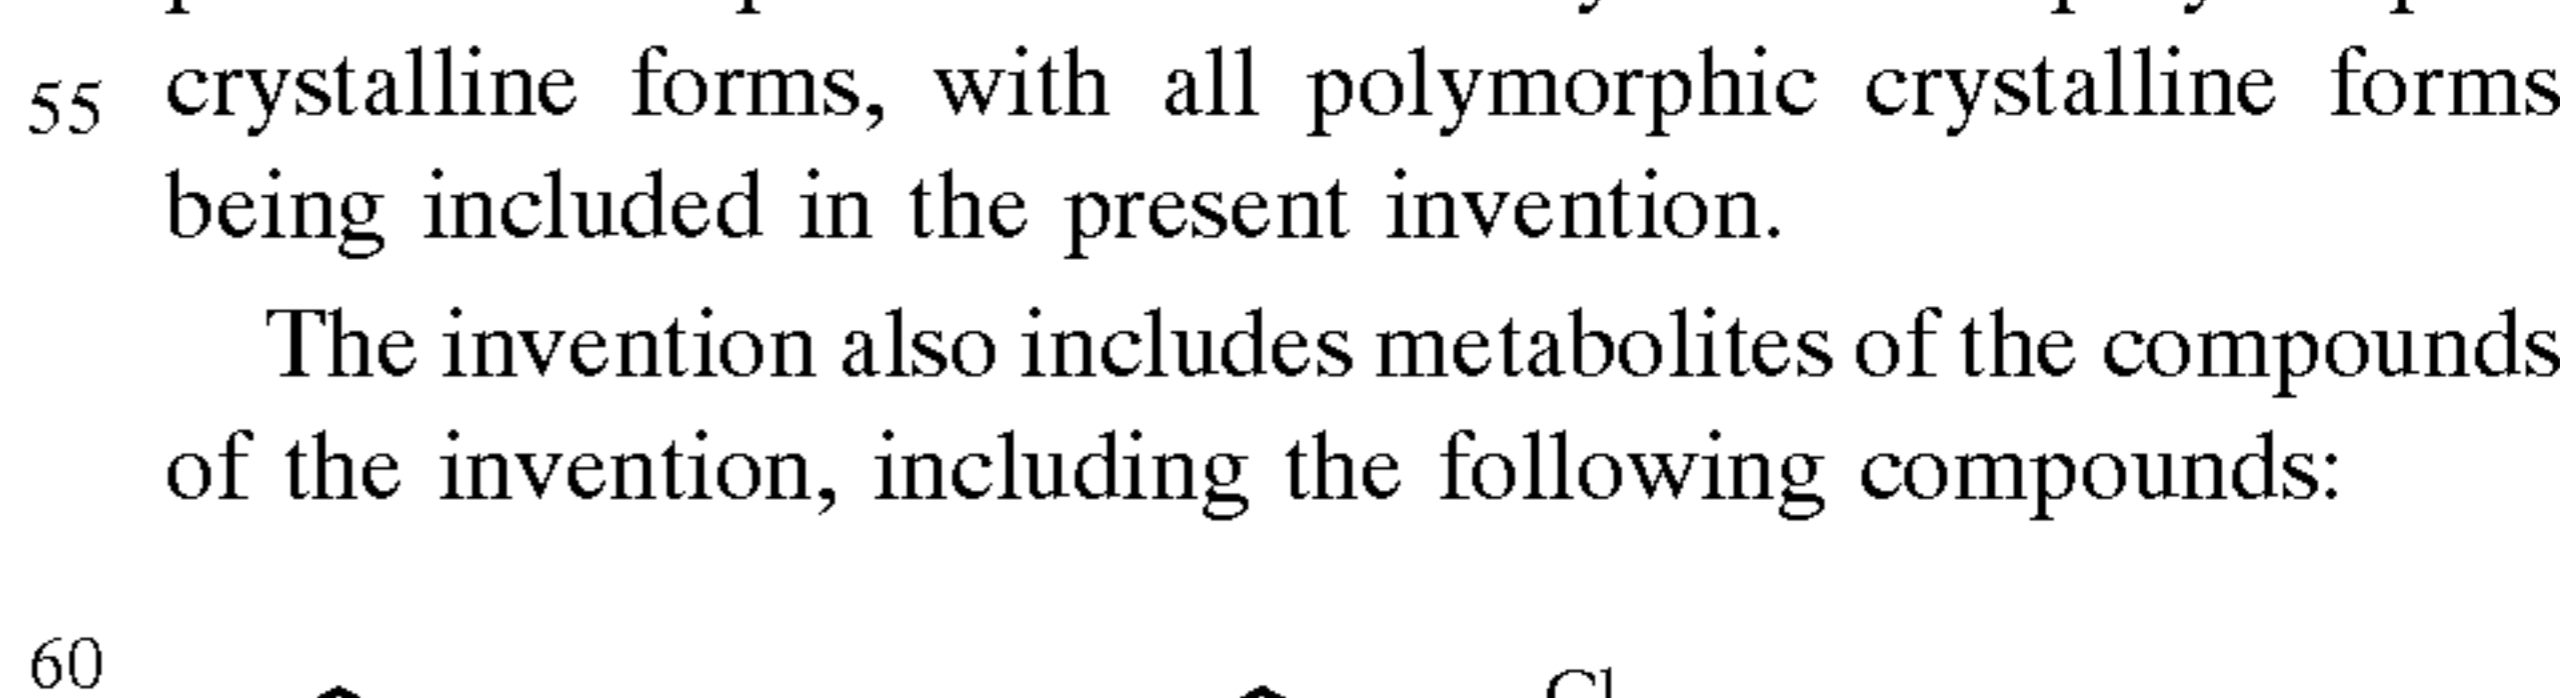 55 crystalline forms, with all polymorphic crystalline forms
being included in the present invention.
The invention also includes metabolites of the compounds
of the invention, including the following compounds:
60
Cl